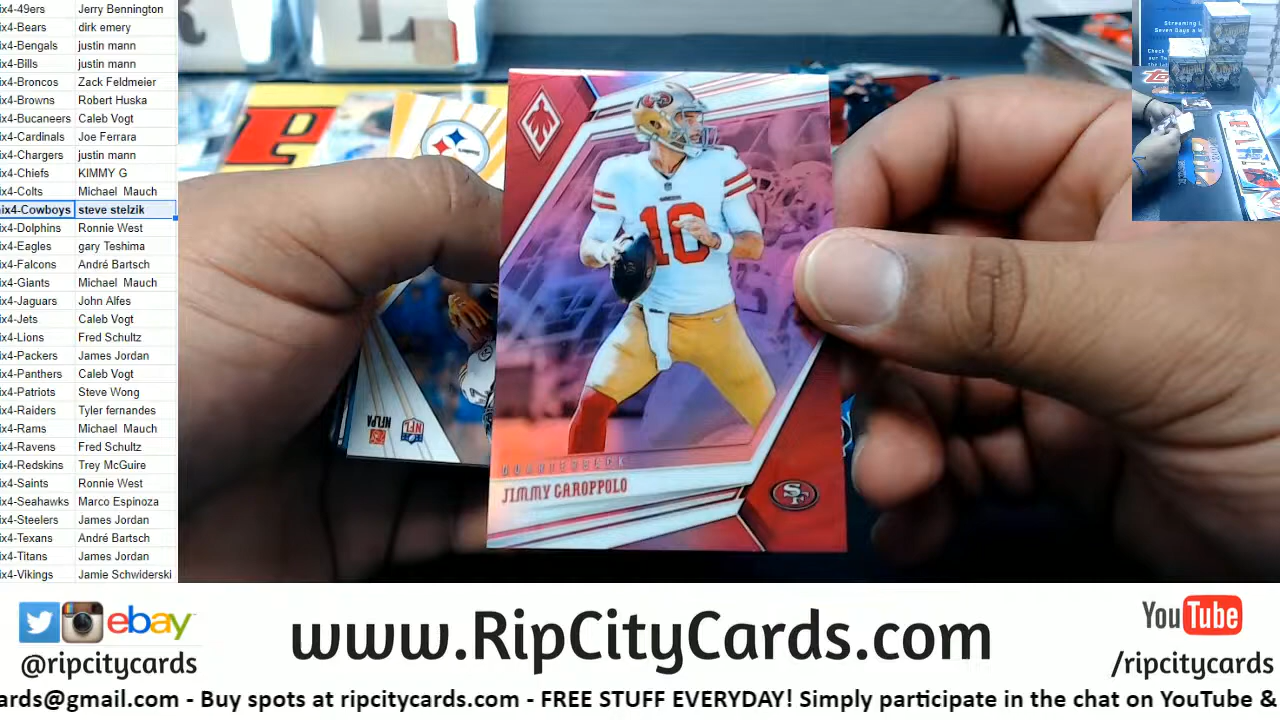 ix4-49ers Jerry Bennington
ix4-Bears dirk emery
ix4-Bengals justin mann
ix4-Bills justin mann
ix4-Broncos Zack Feldmeier
ix4-Browns Robert Huska
ix4-Bucaneers Caleb Vogt
ix4-Cardinals Joe Ferrara
ix4-Chargers justin mann
ix4-Chiefs KIMMY G
ix4-Colts Michael Mauch
ix4-Cowboys steve stelzik
ix4-Dolphins Ronnie West
ix4-Eagles gary Teshima
ix4-Falcons André Bartsch
ix4-Giants Michael Mauch
ix4-Jaguars John Alfes
ix4-Jets Caleb Vogt
ix4-Lions Fred Schultz
ix4-Packers James Jordan
ix4-Panthers Caleb Vogt
ix4-Patriots Steve Wong
ix4-Raiders Tyler fernandes
ix4-Rams Michael Mauch
ix4-Ravens Fred Schultz
ix4-Redskins Trey McGuire
ix4-Saints Ronnie West
ix4-Seahawks Marco Espinoza
ix4-Steelers James Jordan
ix4-Texans André Bartsch
ix4-Titans James Jordan
ix4-Vikings Jamie Schwiderski
Steelers
10
QUARTERBACK
JIMMY GAROPPOLO
SF
NFLPA
NFL
Streaming L
Seven Days a W
Check
ebay
@ripcitycards
www.RipCityCards.com
YouTube
/ripcitycards
ards@gmail.com - Buy spots at ripcitycards.com - FREE STUFF EVERYDAY! Simply participate in the chat on YouTube &